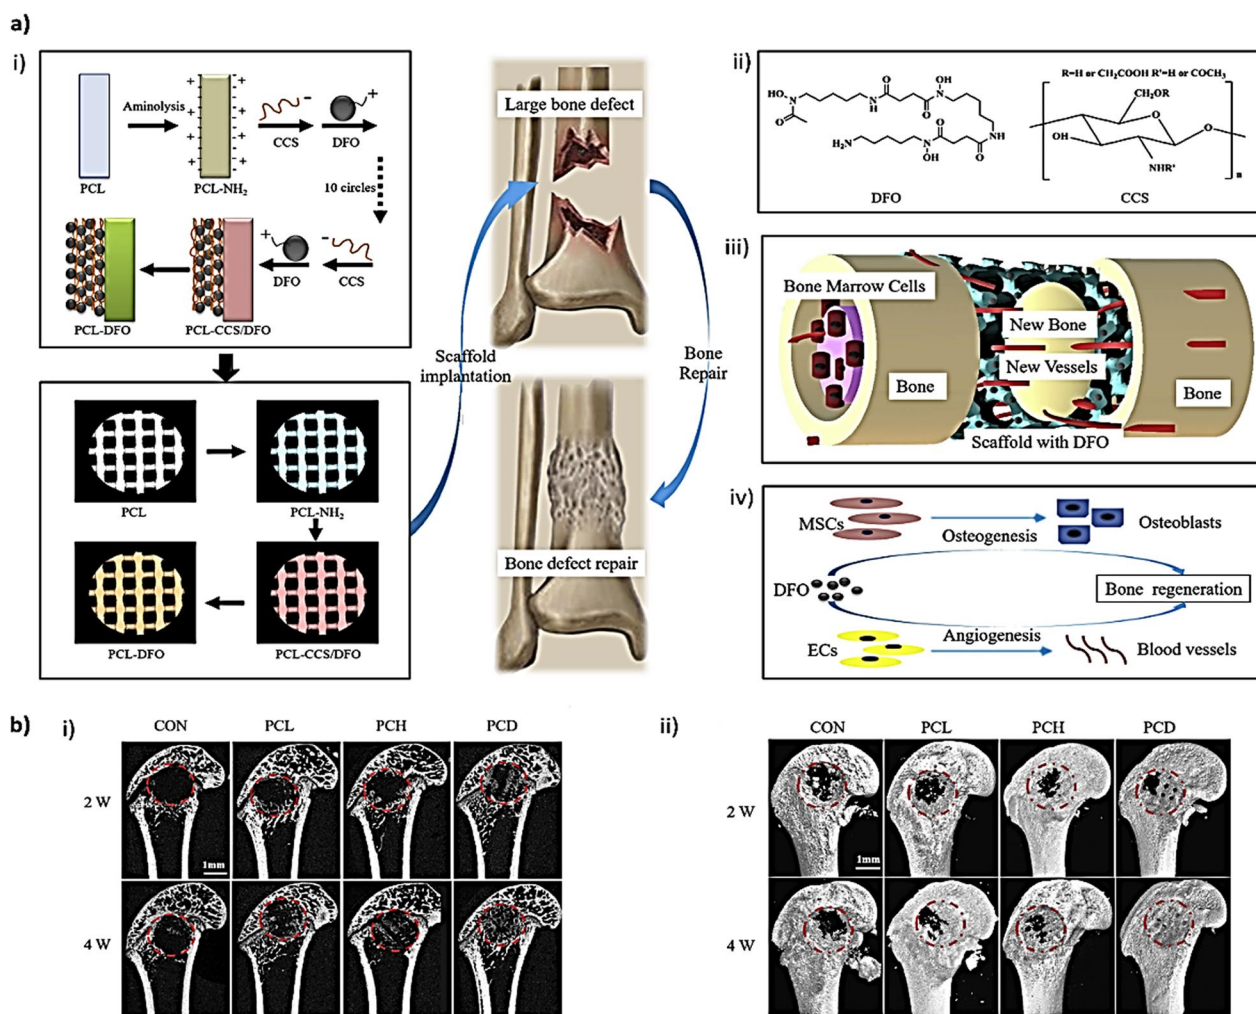 a)
i)
PCL
Aminolysis
+ + + + + + +
- - - - - - -
PCL-NH2
-
CCS
+
DFO
10 circles
+
DFO
-
CCS
PCL-DFO
PCL-CCS/DFO
PCL
PCL-NH2
PCL-DFO
PCL-CCS/DFO
Large bone defect
Scaffold
implantation
Bone
Repair
Bone defect repair
ii)
HO
N
O
N
H
O
O
OH
N
NH
H2N
N
OH
O
O
DFO
R=H or CH2COOH R'=H or COCH3
CH2OR
O
OH
O
NHR'
n
CCS
iii)
Bone Marrow Cells
New Bone
New Vessels
Bone
Bone
Scaffold with DFO
iv)
MSCs
Osteogenesis
Osteoblasts
DFO
Bone regeneration
ECs
Angiogenesis
Blood vessels
b)
i)
CON PCL PCH PCD
2 W
1mm
4 W
ii)
CON PCL PCH PCD
2 W
1mm
4 W